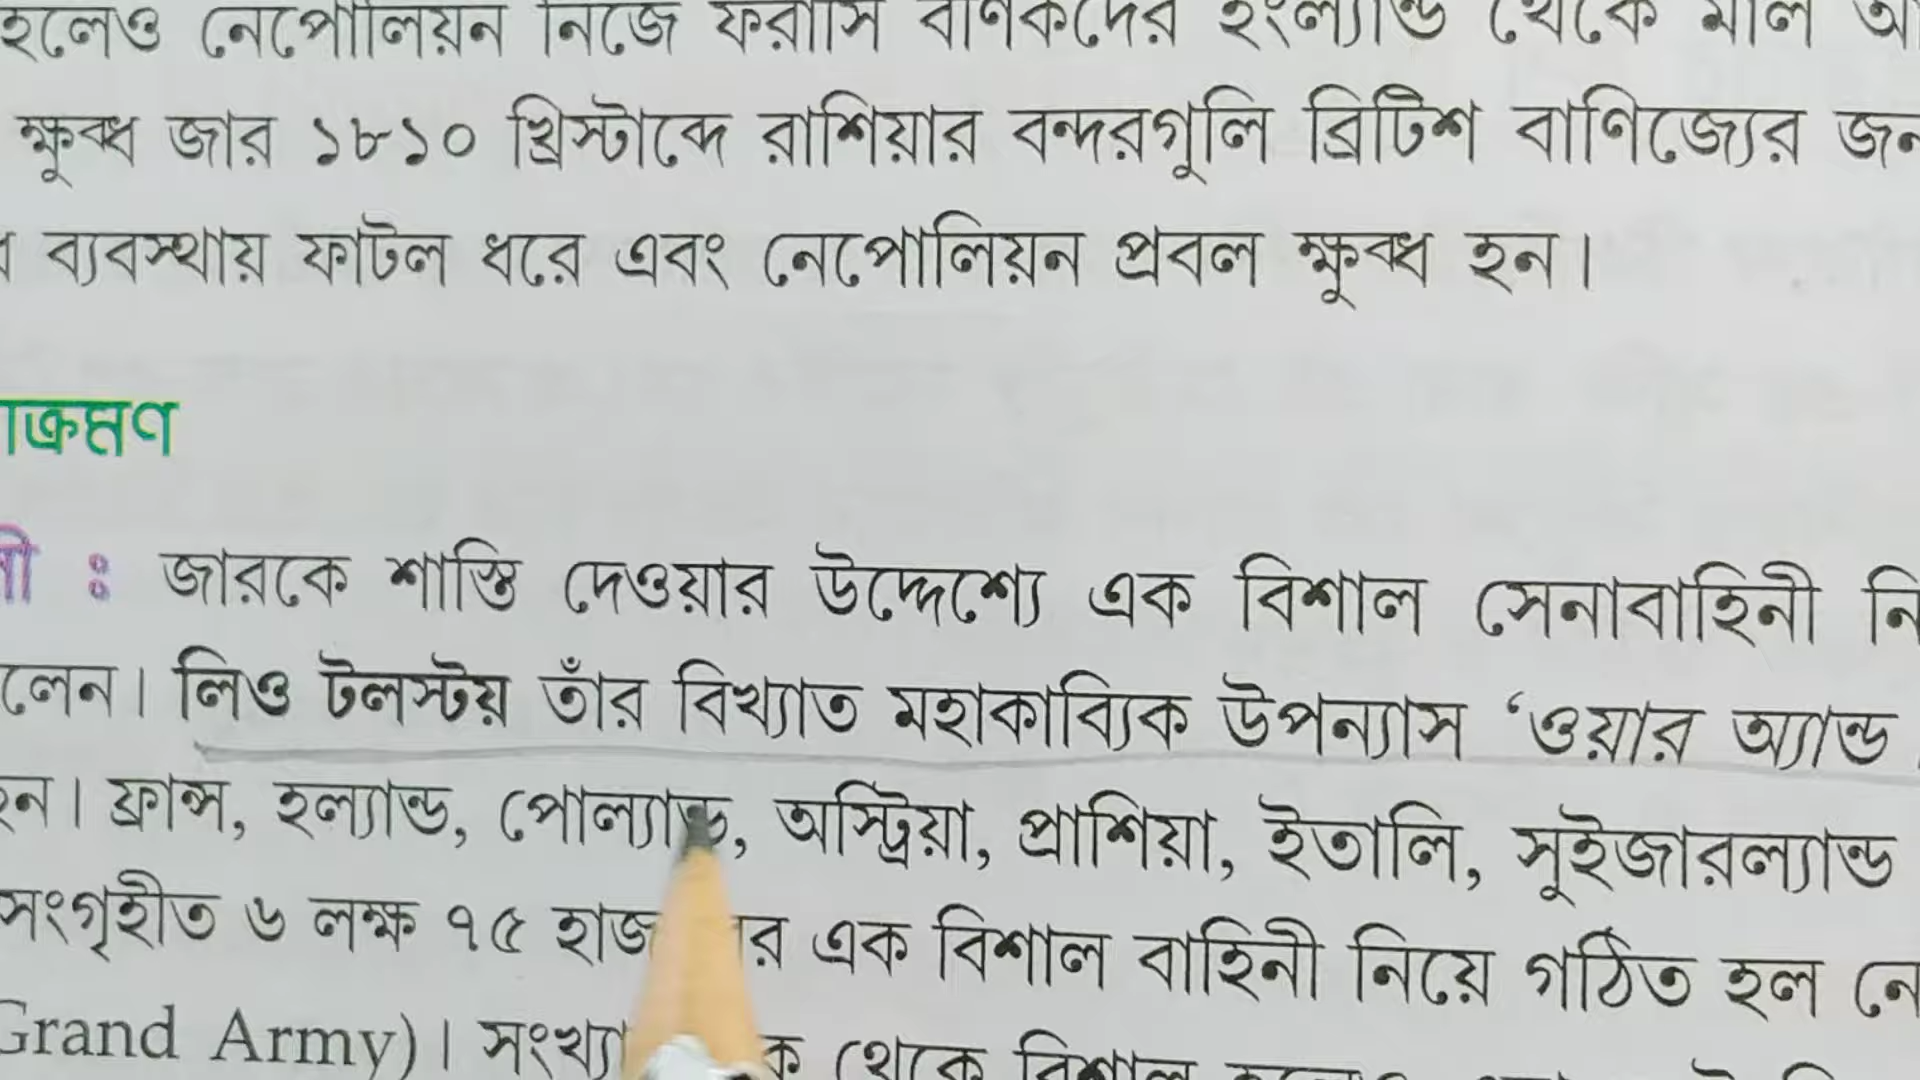 হলেও নেপোলিয়ন নিজে ফরাসি বণিকদের ইংল্যান্ড থেকে মাল
ক্ষুব্ধ জার ১৮১০ খ্রিস্টাব্দে রাশিয়ার বন্দরগুলি ব্রিটিশ বাণিজ্যের
ব্যবস্থায় ফাটল ধরে এবং নেপোলিয়ন প্রবল ক্ষুব্ধ হন।
াক্রমণ
নী : জারকে শাস্তি দেওয়ার উদ্দেশ্যে এক বিশাল সেনাবাহিনী নি
লেন। লিও টলস্টয় তাঁর বিখ্যাত মহাকাব্যিক উপন্যাস ‘ওয়ার অ্যান্ড
হন। ফ্রান্স, হল্যান্ড, পোল্যান্ড, অস্ট্রিয়া, প্রাশিয়া, ইতালি, সুইজারল্যান্ড
সংগৃহীত ৬ লক্ষ ৭৫ হাজ র এক বিশাল বাহিনী নিয়ে গঠিত হল নে
Grand Army)। সংখ্যা ক থেকে বিশাল